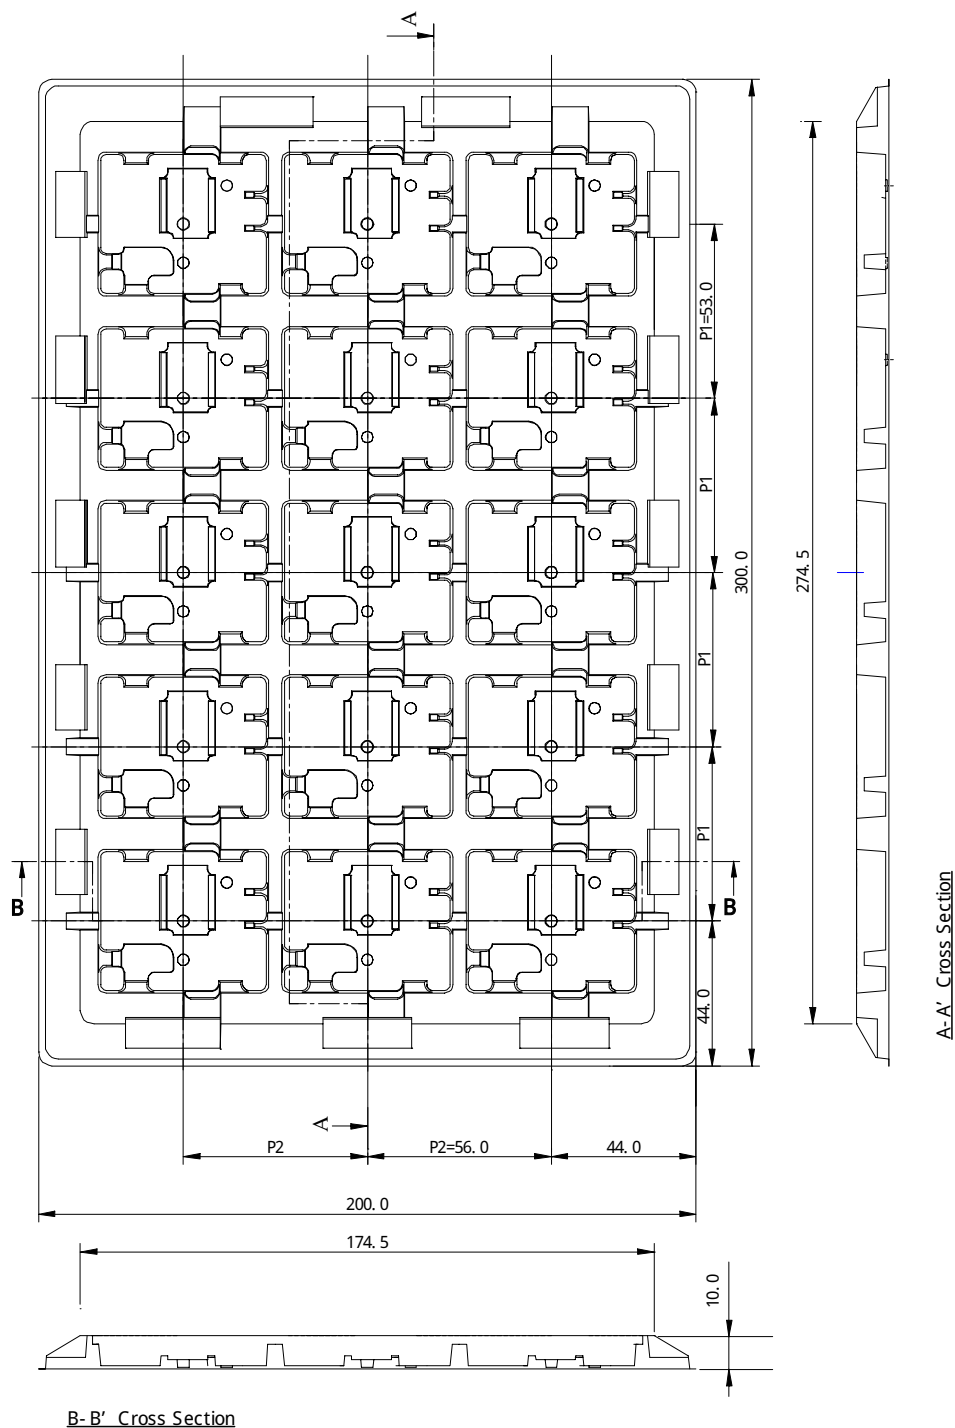 A
P1=53. 0
P1
300. 0
274. 5
P1
P1
B
B
44. 0
A- A' Cross Section
A
P2
P2=56. 0
44. 0
200. 0
174. 5
10. 0
B- B' Cross Section